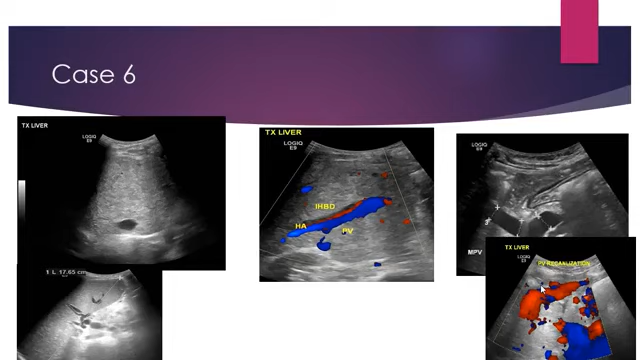 Case 6
TX LIVER
LOGIQ
E9
TX LIVER
LOGIQ
E9
IHBD
HA
PV
LOGIQ
E9
MPV
1 L 17.65 cm
TX LIVER
LOGIQ
E9
PV RECANALIZATION